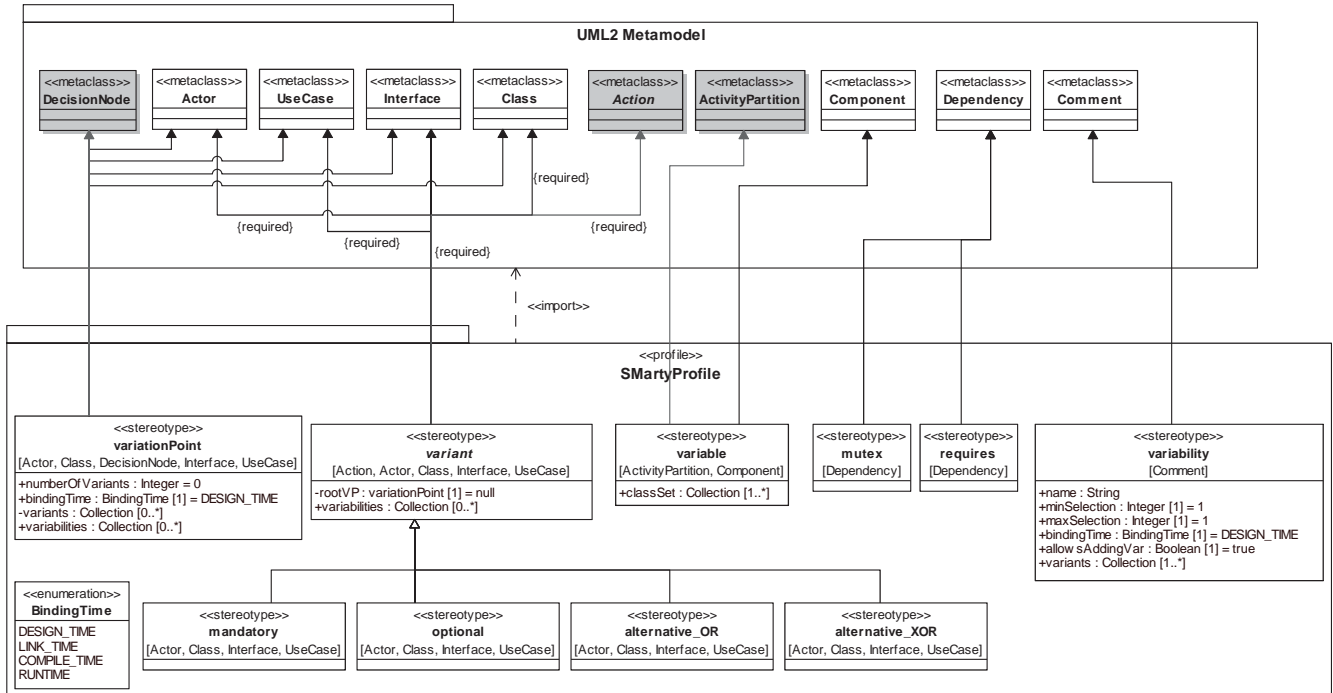 UML2 Metamodel
<<metaclass>>
DecisionNode
<<metaclass>>
Actor
<<metaclass>>
UseCase
<<metaclass>>
Interface
<<metaclass>>
Class
<<metaclass>>
Action
<<metaclass>>
ActivityPartition
<<metaclass>>
Component
<<metaclass>>
Dependency
<<metaclass>>
Comment
{required}
{required}
{required}
{required}
{required}
<<import>>
<<profile>>
SMartyProfile
<<stereotype>>
variationPoint
[Actor, Class, DecisionNode, Interface, UseCase]
+numberOfVariants : Integer = 0
+bindingTime : BindingTime [1] = DESIGN_TIME
-variants : Collection [0..*]
+variabilities : Collection [0..*]
<<stereotype>>
variant
[Action, Actor, Class, Interface, UseCase]
-rootVP : variationPoint [1] = null
+variabilities : Collection [0..*]
<<stereotype>>
variable
[ActivityPartition, Component]
+classSet : Collection [1..*]
<<stereotype>>
mutex
[Dependency]
<<stereotype>>
requires
[Dependency]
<<stereotype>>
variability
[Comment]
+name : String
+minSelection : Integer [1] = 1
+maxSelection : Integer [1] = 1
+bindingTime : BindingTime [1] = DESIGN_TIME
+allowsAddingVar : Boolean [1] = true
+variants : Collection [1..*]
<<enumeration>>
BindingTime
DESIGN_TIME
LINK_TIME
COMPILE_TIME
RUNTIME
<<stereotype>>
mandatory
[Actor, Class, Interface, UseCase]
<<stereotype>>
optional
[Actor, Class, Interface, UseCase]
<<stereotype>>
alternative_OR
[Actor, Class, Interface, UseCase]
<<stereotype>>
alternative_XOR
[Actor, Class, Interface, UseCase]